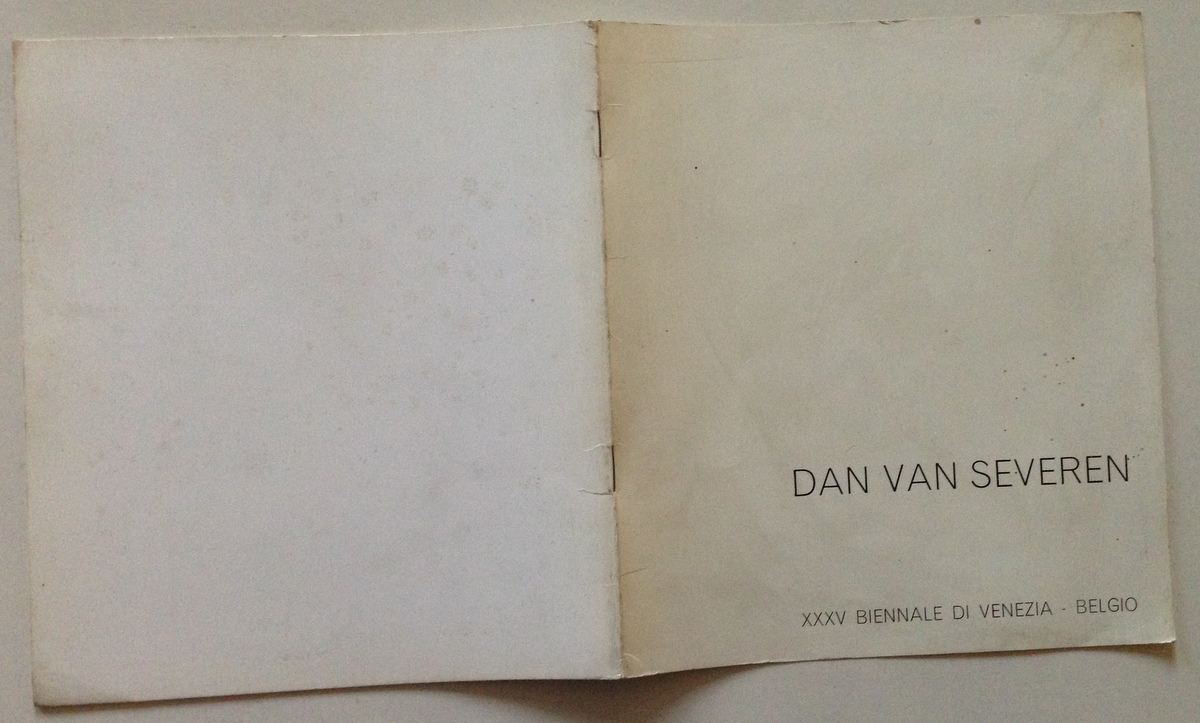 DAN VAN SEVEREN
XXXV BIENNALE DI VENEZIA - BELGIO